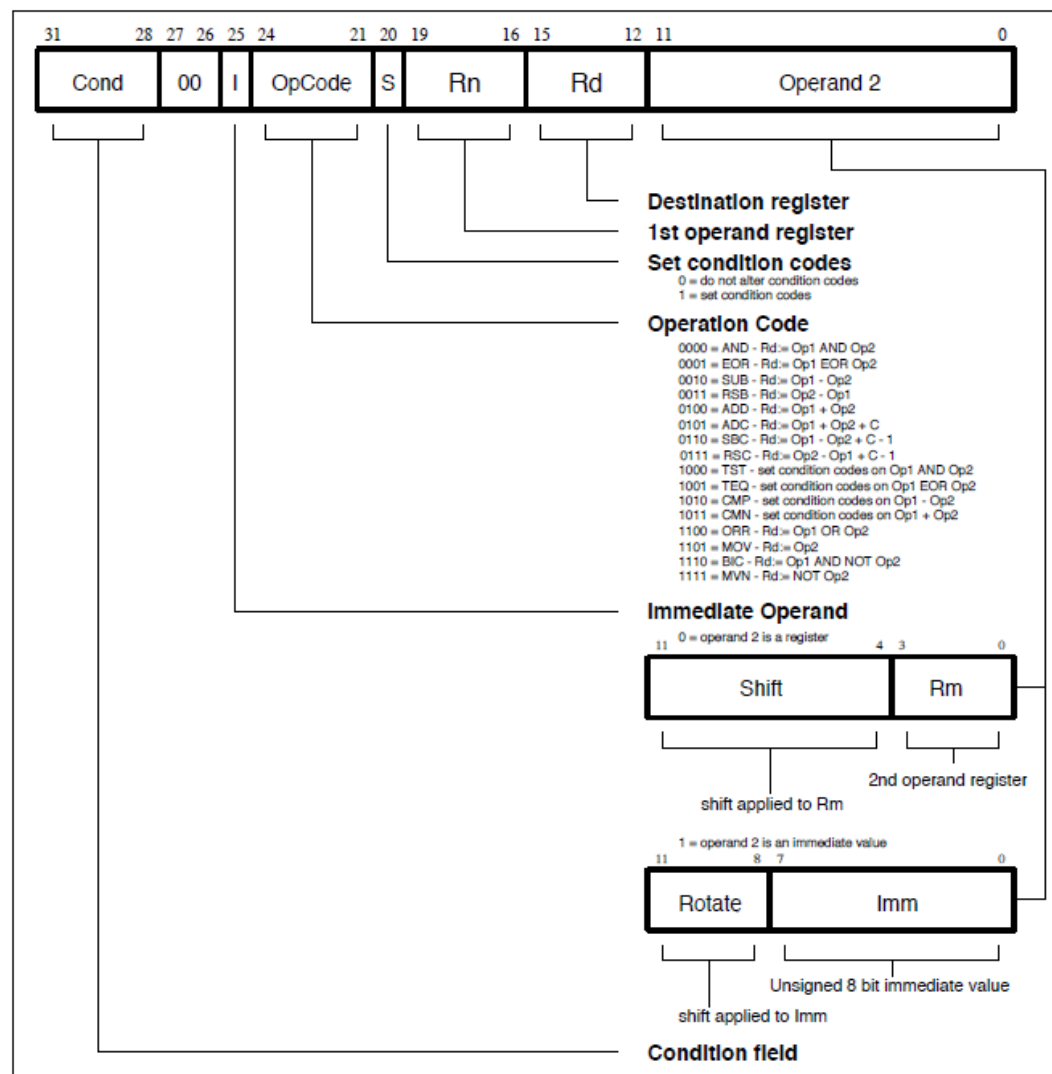 31 28 27 26 25 24 21 20 19 16 15 12 11 0
Cond 00 I OpCode S Rn Rd Operand 2
Destination register
1st operand register
Set condition codes
0 = do not alter condition codes
1 = set condition codes
Operation Code
0000 = AND - Rd:= Op1 AND Op2
0001 = EOR - Rd:= Op1 EOR Op2
0010 = SUB - Rd:= Op1 - Op2
0011 = RSB - Rd:= Op2 - Op1
0100 = ADD - Rd:= Op1 + Op2
0101 = ADC - Rd:= Op1 + Op2 + C
0110 = SBC - Rd:= Op1 - Op2 + C - 1
0111 = RSC - Rd:= Op2 - Op1 + C - 1
1000 = TST - set condition codes on Op1 AND Op2
1001 = TEQ - set condition codes on Op1 EOR Op2
1010 = CMP - set condition codes on Op1 - Op2
1011 = CMN - set condition codes on Op1 + Op2
1100 = ORR - Rd:= Op1 OR Op2
1101 = MOV - Rd:= Op2
1110 = BIC - Rd:= Op1 AND NOT Op2
1111 = MVN - Rd:= NOT Op2
Immediate Operand
0 = operand 2 is a register
11 4 3 0
Shift Rm
2nd operand register
shift applied to Rm
1 = operand 2 is an immediate value
11 8 7 0
Rotate Imm
Unsigned 8 bit immediate value
shift applied to Imm
Condition field